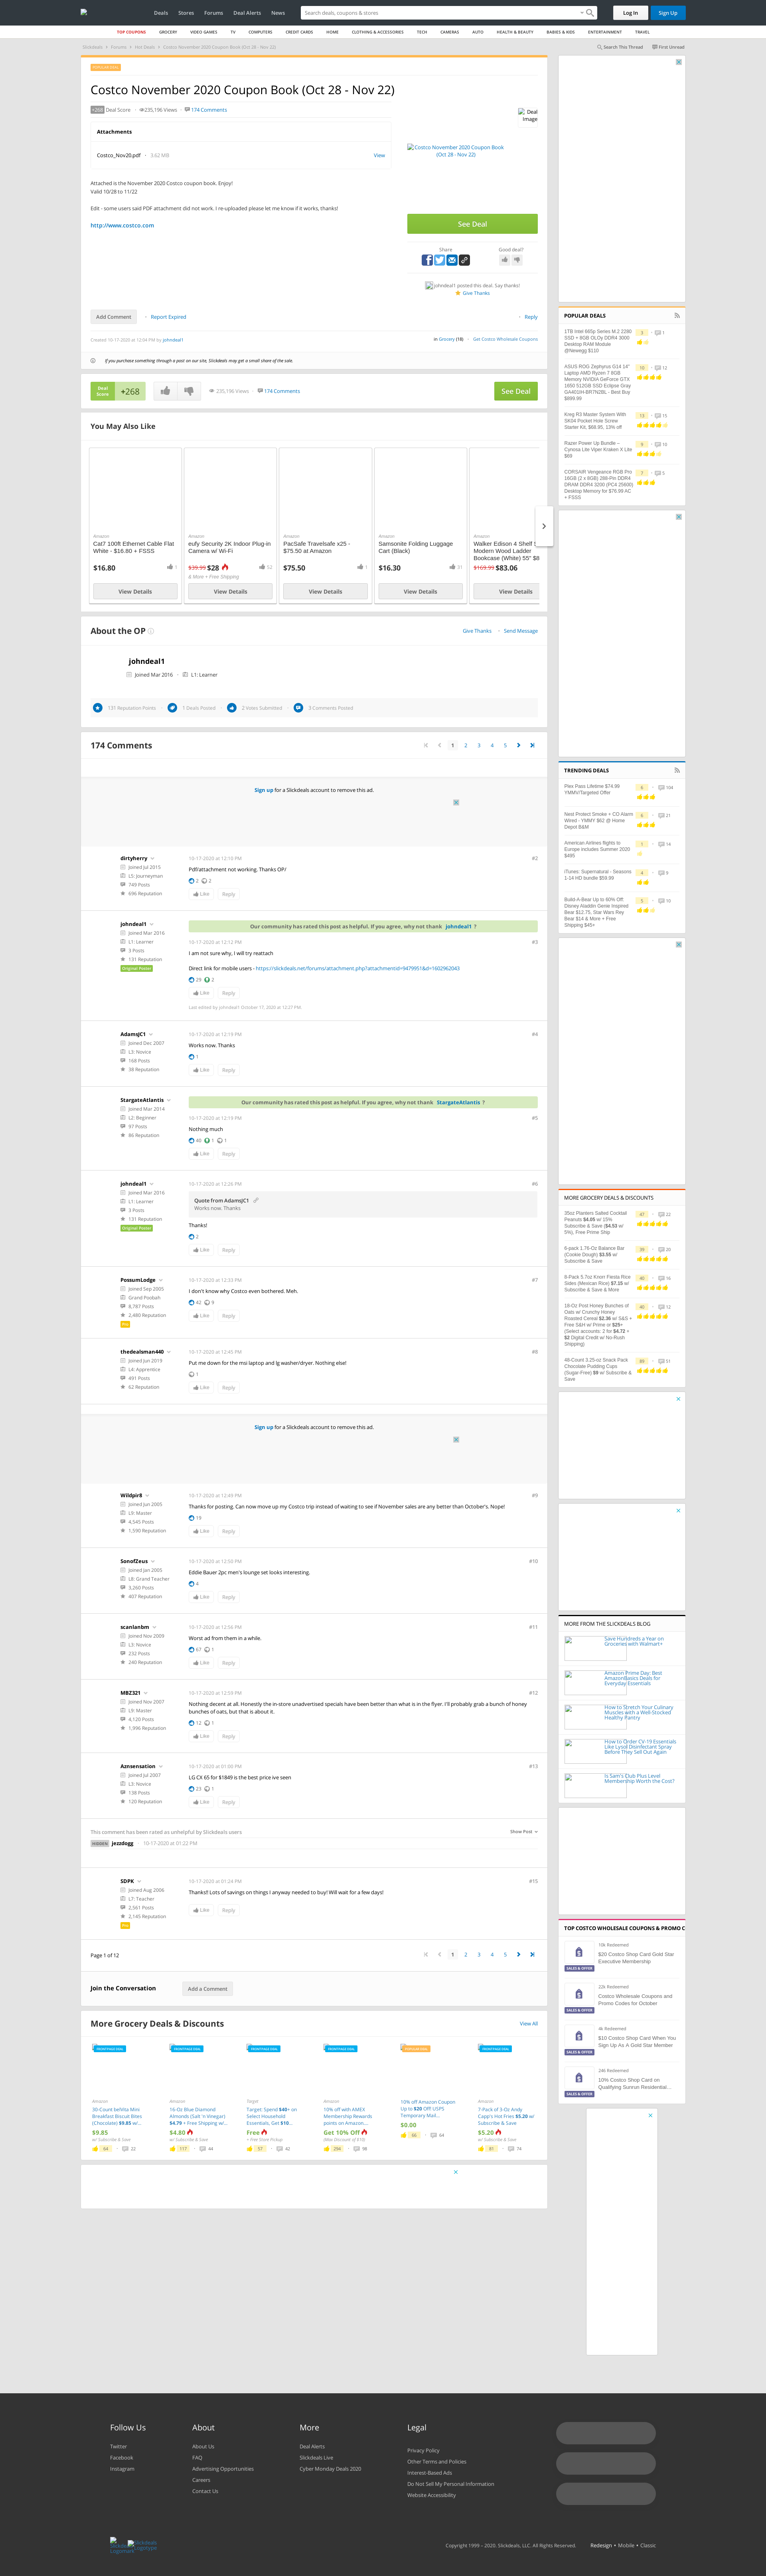 Deals Stores Forums Deal Alerts News Search deals, coupons & stores Log In Sign Up
TOP COUPONS GROCERY VIDEO GAMES TV COMPUTERS CREDIT CARDS HOME CLOTHING & ACCESSORIES TECH CAMERAS AUTO HEALTH & BEAUTY BABIES & KIDS ENTERTAINMENT TRAVEL
Slickdeals › Forums › Hot Deals › Costco November 2020 Coupon Book (Oct 28 - Nov 22)
Search This Thread First Unread
Costco November 2020 Coupon Book (Oct 28 - Nov 22)
+268 Deal Score 235,196 Views 174 Comments
Attachments
Costco_Nov20.pdf 3.62 MB View
Attached is the November 2020 Costco coupon book. Enjoy!
Valid 10/28 to 11/22
Edit - some users said PDF attachment did not work. I re-uploaded please let me know if it works, thanks!
http://www.costco.com
Deal
Image
Costco November 2020 Coupon Book
(Oct 28 - Nov 22)
See Deal
Share Good deal?
johndeal1 posted this deal. Say thanks!
Give Thanks
Add Comment Report Expired Reply
Created 10-17-2020 at 12:04 PM by johndeal1
in Grocery (18) Get Costco Wholesale Coupons
If you purchase something through a post on our site, Slickdeals may get a small share of the sale.
Deal
Score +268 235,196 Views 174 Comments See Deal
You May Also Like
Amazon
Cat7 100ft Ethernet Cable Flat
White - $16.80 + FSSS
$16.80 1
View Details
Amazon
eufy Security 2K Indoor Plug-in
Camera w/ Wi-Fi
$39.99 $28 52
& More + Free Shipping
View Details
Amazon
PacSafe Travelsafe x25 -
$75.50 at Amazon
$75.50 1
View Details
Amazon
Samsonite Folding Luggage
Cart (Black)
$16.30 31
View Details
Amazon
Walker Edison 4 Shelf
Modern Wood Ladder
Bookcase (White) 55" $8
$169.99 $83.06
View Details
About the OP
Give Thanks Send Message
johndeal1
Joined Mar 2016 L1: Learner
131 Reputation Points 1 Deals Posted 2 Votes Submitted 3 Comments Posted
174 Comments 1 2 3 4 5
Sign up for a Slickdeals account to remove this ad.
dirtyherry
Joined Jul 2015
L5: Journeyman
749 Posts
696 Reputation
10-17-2020 at 12:10 PM #2
Pdf/attachment not working. Thanks OP/
2 2
Like Reply
johndeal1
Joined Mar 2016
L1: Learner
3 Posts
131 Reputation
Original Poster
Our community has rated this post as helpful. If you agree, why not thank johndeal1 ?
10-17-2020 at 12:12 PM #3
I am not sure why, I will try reattach
Direct link for mobile users - https://slickdeals.net/forums/attachment.php?attachmentid=9479951&d=1602962043
29 2
Like Reply
Last edited by johndeal1 October 17, 2020 at 12:27 PM
AdamsJC1
Joined Dec 2007
L3: Novice
168 Posts
38 Reputation
10-17-2020 at 12:19 PM #4
Works now. Thanks
1
Like Reply
StargateAtlantis
Joined Mar 2014
L2: Beginner
97 Posts
86 Reputation
Our community has rated this post as helpful. If you agree, why not thank StargateAtlantis ?
10-17-2020 at 12:19 PM #5
Nothing much
40 1 1
Like Reply
johndeal1
Joined Mar 2016
L1: Learner
3 Posts
131 Reputation
Original Poster
10-17-2020 at 12:26 PM #6
Quote from AdamsJC1
Works now. Thanks
Thanks!
2
Like Reply
PossumLodge
Joined Sep 2005
Grand Poobah
8,787 Posts
2,480 Reputation
Pro
10-17-2020 at 12:33 PM #7
I don't know why Costco even bothered. Meh.
42 9
Like Reply
thedealsman440
Joined Jun 2019
L4: Apprentice
491 Posts
62 Reputation
10-17-2020 at 12:45 PM #8
Put me down for the msi laptop and lg washer/dryer. Nothing else!
1
Like Reply
Sign up for a Slickdeals account to remove this ad.
Wildpir8
Joined Jun 2005
L9: Master
4,545 Posts
1,590 Reputation
10-17-2020 at 12:49 PM #9
Thanks for posting. Can now move up my Costco trip instead of waiting to see if November sales are any better than October's. Nope!
19
Like Reply
SonofZeus
Joined Jan 2005
L8: Grand Teacher
3,260 Posts
407 Reputation
10-17-2020 at 12:50 PM #10
Eddie Bauer 2pc men's lounge set looks interesting.
4
Like Reply
scanlanbm
Joined Nov 2009
L3: Novice
232 Posts
240 Reputation
10-17-2020 at 12:56 PM #11
Worst ad from them in a while.
67 1
Like Reply
MBZ321
Joined Nov 2007
L9: Master
4,120 Posts
1,996 Reputation
10-17-2020 at 12:59 PM #12
Nothing decent at all. Honestly the in-store unadvertised specials have been better than what is in the flyer. I'll probably grab a bunch of honey
bunches of oats, but that is about it.
12 1
Like Reply
Aznsensation
Joined Jul 2007
L3: Novice
138 Posts
120 Reputation
10-17-2020 at 01:08 PM #13
LG CX 65 for $1849 is the best price ive seen
23 1
Like Reply
This comment has been rated as unhelpful by Slickdeals users Show Post
HIDDEN jezzdogg 10-17-2020 at 01:22 PM
SDPK
Joined Aug 2006
L7: Teacher
2,561 Posts
2,145 Reputation
Pro
10-17-2020 at 01:24 PM #15
Thanks!! Lots of savings on things I anyway needed to buy! Will wait for a few days!
Like Reply
Page 1 of 12 1 2 3 4 5
Join the Conversation Add a Comment
More Grocery Deals & Discounts View All
Amazon
30-Count belVita Mini
Breakfast Biscuit Bites
(Chocolate) $9.85 w/...
$9.85
w/ Subscribe & Save
44 22
Amazon
16-Oz Blue Diamond
Almonds (Salt 'n Vinegar)
$4.79 + Free Shipping w/...
$4.80
w/ Subscribe & Save
117 44
Target
Target: Spend $40+ on
Select Household
Essentials, Get $10...
Free
+ Free Store Pickup
57 42
Amazon
10% off with AMEX
Membership Rewards
points on Amazon...
Get 10% Off
(Max Discount of $15)
294 98
10% off Amazon Coupon
Up to $20 Off! USPS
Temporary Mail...
$0.00
66 64
Amazon
7-Pack of 3-Oz Andy
Capp's Hot Fries $5.20 w/
Subscribe & Save
$5.20
w/ Subscribe & Save
81 74
POPULAR DEALS
1TB Intel 665p Series M.2 2280
SSD + 8GB OLOy DDR4 3000
Desktop RAM Module
@Newegg $110
3 1
ASUS ROG Zephyrus G14 14"
Laptop AMD Ryzen 7 8GB
Memory NVIDIA GeForce GTX
1650 512GB SSD Eclipse Gray
GA401IH-BR7N2BL - Best Buy
$899.99
10 12
Kreg R3 Master System With
SK04 Pocket Hole Screw
Starter Kit, $68.95, 13% off
13 15
Razor Power Up Bundle –
Cynosa Lite Viper Kraken X Lite
$69
9 10
CORSAIR Vengeance RGB Pro
16GB (2 x 8GB) 288-Pin DDR4
DRAM DDR4 3200 (PC4 25600)
Desktop Memory for $76.99 AC
+ FSSS
7 5
TRENDING DEALS
Plex Pass Lifetime $74.99
YMMV/Targeted Offer
6 104
Nest Protect Smoke + CO Alarm
Wired - YMMV $62 @ Home
Depot B&M
6 21
American Airlines flights to
Europe includes Summer 2020
$495
1 14
iTunes: Supernatural - Seasons
1-14 HD bundle $59.99
4 9
Build-A-Bear Up to 80% Off:
Disney Aladdin Genie Inspired
Bear $12.75, Star Wars Rey
Bear $14 & More + Free
Shipping $45+
5 10
MORE GROCERY DEALS & DISCOUNTS
35oz Planters Salted Cocktail
Peanuts $4.05 w/ 15%
Subscribe & Save ($4.53 w/
5%), Free Prime Ship
47 22
6-pack 1.76-Oz Balance Bar
(Cookie Dough) $3.55 w/
Subscribe & Save
39 20
8-Pack 5.7oz Knorr Fiesta Rice
Sides (Mexican Rice) $7.15 w/
Subscribe & Save & More
40 16
18-Oz Post Honey Bunches of
Oats w/ Crunchy Honey
Roasted Cereal $2.36 w/ S&S +
Free S&H w/ Prime or $25+
(Select accounts: 2 for $4.72 +
$2 Digital Credit w/ No-Rush
Shipping)
45 12
48-Count 3.25-oz Snack Pack
Chocolate Pudding Cups
(Sugar-Free) $9 w/ Subscribe &
Save
89 51
MORE FROM THE SLICKDEALS BLOG
Save Hundreds a Year on
Groceries with Walmart+
Amazon Prime Day: Best
AmazonBasics Deals for
Everyday Essentials
How to Stretch Your Culinary
Muscles with a Well-Stocked
Healthy Pantry
How to Order CV-19 Essentials
Like Lysol Disinfectant Spray
Before They Sell Out Again
Is Sam's Club Plus Level
Membership Worth the Cost?
TOP COSTCO WHOLESALE COUPONS & PROMO C
10k Redeemed
$20 Costco Shop Card Gold Star
Executive Membership
SALES & OFFER
22k Redeemed
Costco Wholesale Coupons and
Promo Codes for October
SALES & OFFER
4k Redeemed
$10 Costco Shop Card When You
Sign Up As A Gold Star Member
SALES & OFFER
246 Redeemed
10% Costco Shop Card on
Qualifying Sunrun Residential...
SALES & OFFER
Follow Us
Twitter
Facebook
Instagram
About
About Us
FAQ
Advertising Opportunities
Careers
Contact Us
More
Deal Alerts
Slickdeals Live
Cyber Monday Deals 2020
Legal
Privacy Policy
Other Terms and Policies
Interest-Based Ads
Do Not Sell My Personal Information
Website Accessibility
Copyright 1999 – 2020. Slickdeals, LLC. All Rights Reserved. Redesign • Mobile • Classic